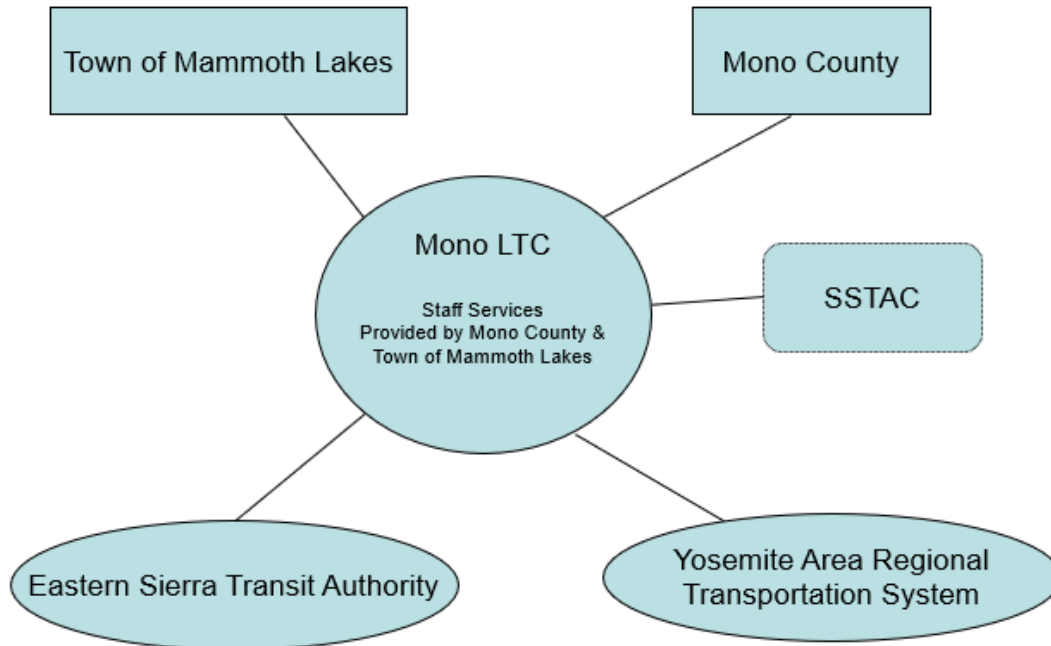 Town of Mammoth Lakes
Mono County
Mono LTC
Staff Services
Provided by Mono County &
Town of Mammoth Lakes
SSTAC
Eastern Sierra Transit Authority
Yosemite Area Regional
Transportation System